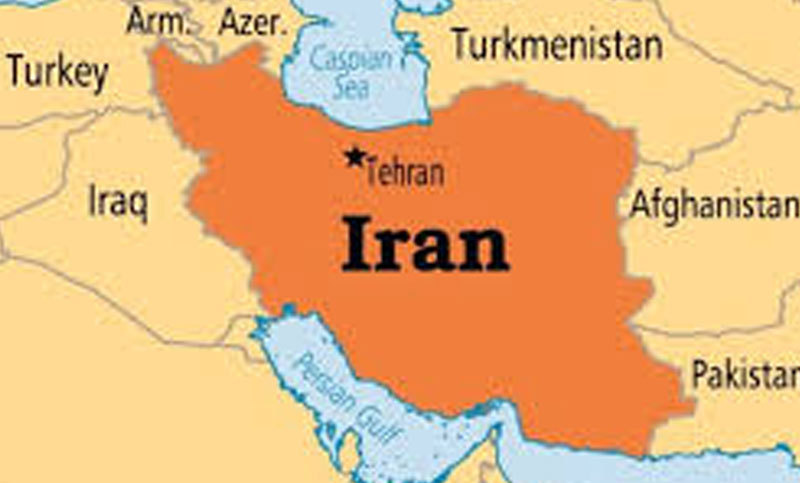 Arm.
Azer.
Turkey
Caspian
Sea
Turkmenistan
Tehran
Iraq
Afghanistan
Iran
Persian Gulf
Pakistan